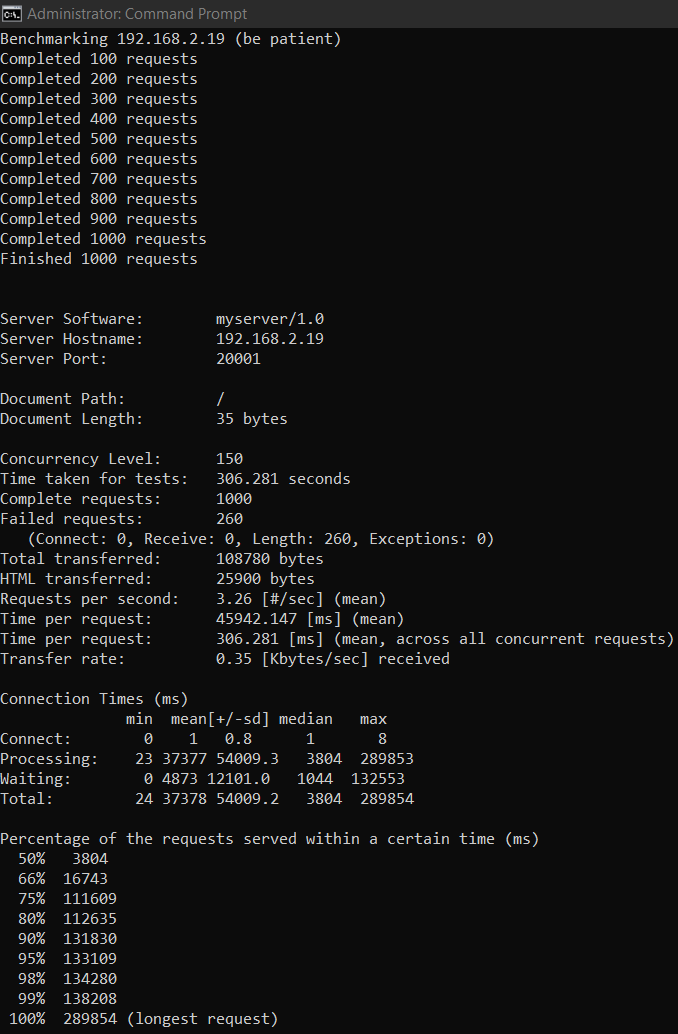 Administrator: Command Prompt
Benchmarking 192.168.2.19 (be patient)
Completed 100 requests
Completed 200 requests
Completed 300 requests
Completed 400 requests
Completed 500 requests
Completed 600 requests
Completed 700 requests
Completed 800 requests
Completed 900 requests
Completed 1000 requests
Finished 1000 requests


Server Software:        myserver/1.0
Server Hostname:        192.168.2.19
Server Port:            20001

Document Path:          /
Document Length:        35 bytes

Concurrency Level:      150
Time taken for tests:   306.281 seconds
Complete requests:      1000
Failed requests:        260
   (Connect: 0, Receive: 0, Length: 260, Exceptions: 0)
Total transferred:      108780 bytes
HTML transferred:       25900 bytes
Requests per second:    3.26 [#/sec] (mean)
Time per request:       45942.147 [ms] (mean)
Time per request:       306.281 [ms] (mean, across all concurrent requests)
Transfer rate:          0.35 [Kbytes/sec] received

Connection Times (ms)
              min  mean[+/-sd] median   max
Connect:        0    1   0.8      1       8
Processing:    23 37377 54009.3   3804  289853
Waiting:        0 4873 12101.0   1044  132553
Total:         24 37378 54009.2   3804  289854

Percentage of the requests served within a certain time (ms)
  50%   3804
  66%  16743
  75%  111609
  80%  112635
  90%  131830
  95%  133109
  98%  134280
  99%  138208
 100%  289854 (longest request)